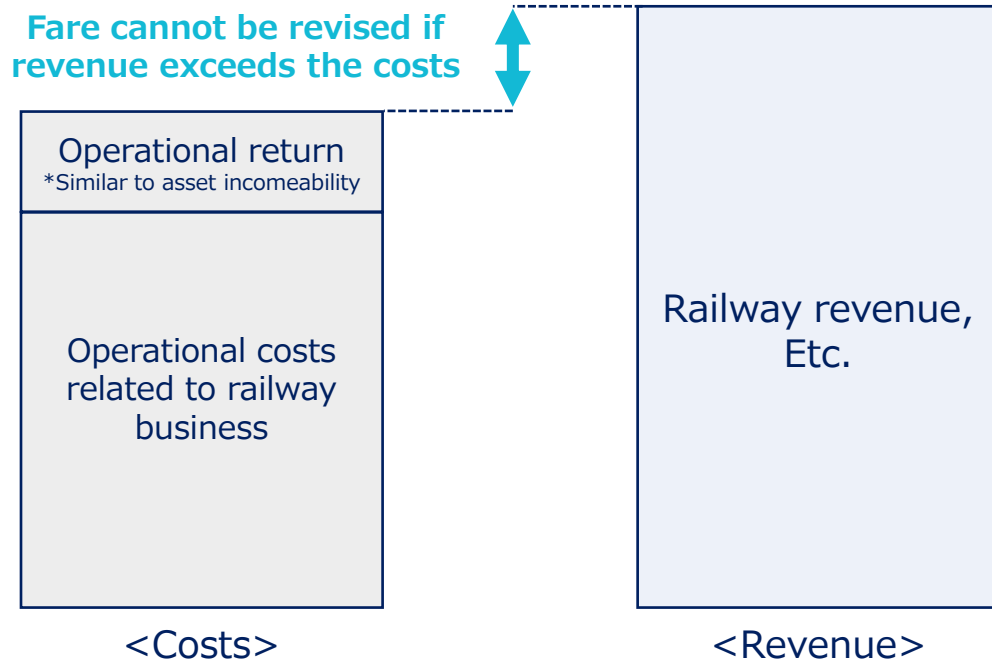 Fare cannot be revised if
revenue exceeds the costs
Operational return
*Similar to asset incomeability
Operational costs
related to railway
business
<Costs>
Railway revenue,
Etc.
<Revenue>